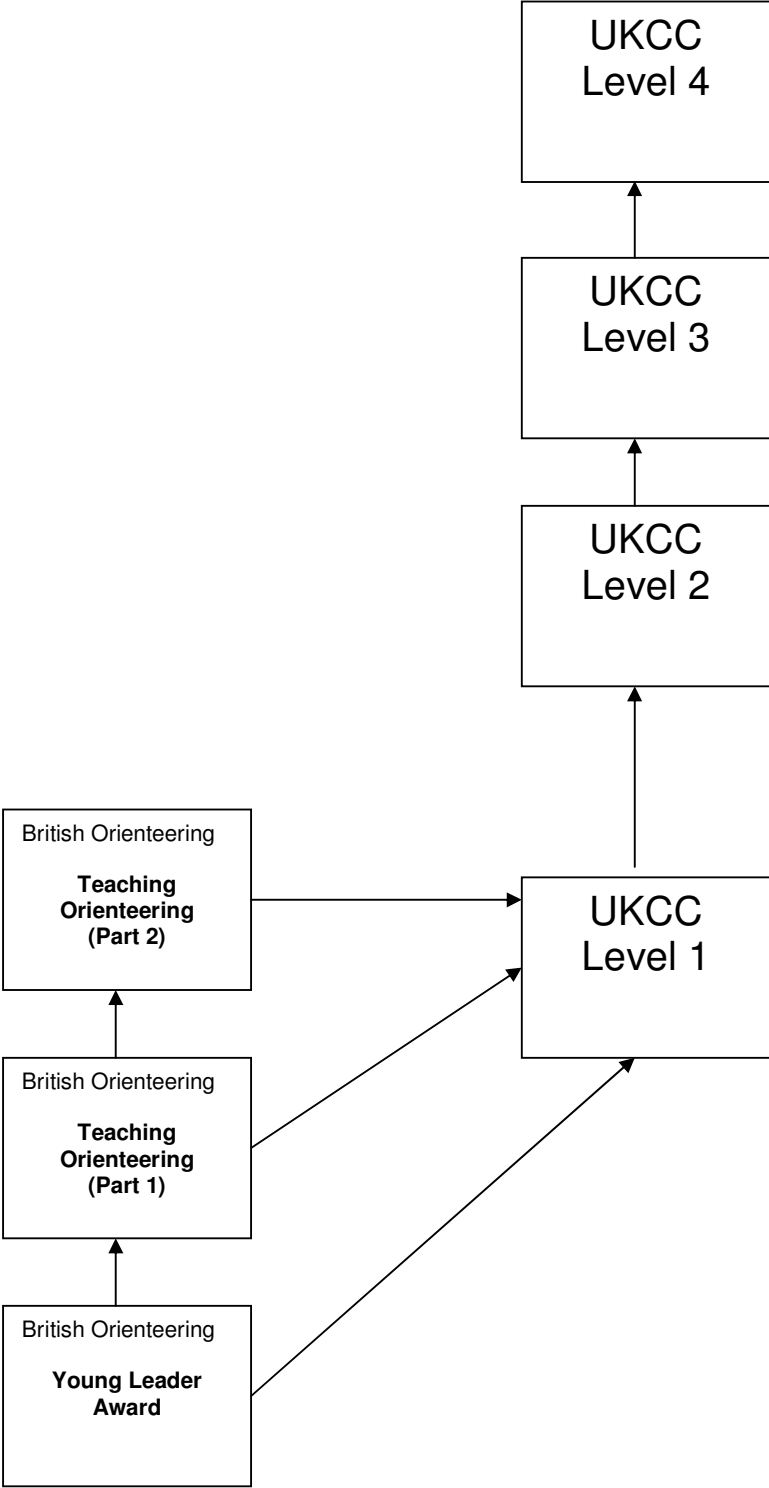 UKCC
Level 4
UKCC
Level 3
UKCC
Level 2
British Orienteering
Teaching
Orienteering
(Part 2)
UKCC
Level 1
British Orienteering
Teaching
Orienteering
(Part 1)
British Orienteering
Young Leader
Award